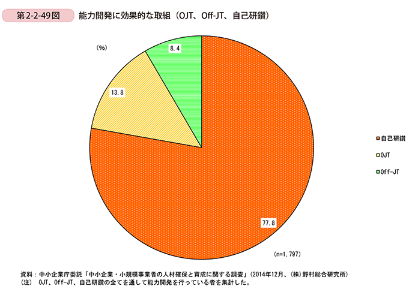 第2-2-49図 能力開発に効果的な取組（OJT、Off-JT、自己研鑽）
(%)
8.4
13.8
自己研鑽
OJT
Off-JT
77.8
(n=1,797)
資料：中小企業庁委託「中小企業・小規模事業者の人材確保と育成に関する調査」（2014年12月、（株）野村総合研究所）
（注） OJT、Off-JT、自己研鑽の全てを通して能力開発を行っている者を集計した。